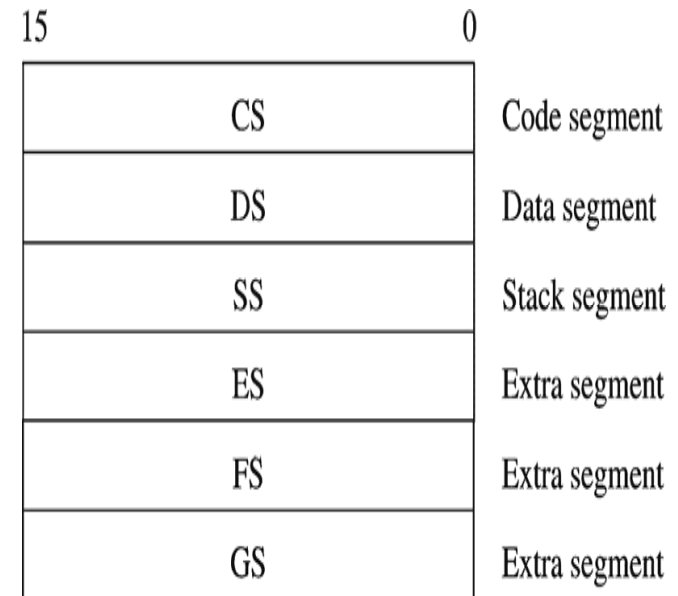 15 0
CS Code segment
DS Data segment
SS Stack segment
ES Extra segment
FS Extra segment
GS Extra segment